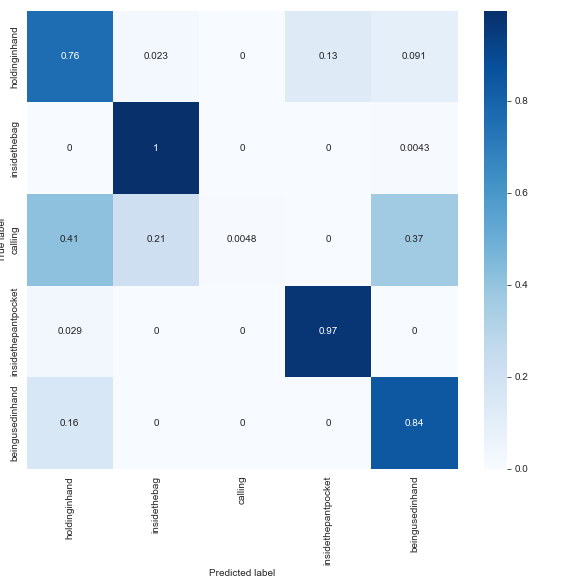 holdinginhand 0.76 0.023 0 0.13 0.091
insidethebag 0 1 0 0 0.0043
calling 0.41 0.21 0.0048 0 0.37
insidethepantpocket 0.029 0 0 0.97 0
beingusedinhand 0.16 0 0 0 0.84
True label
holdinginhand insidethebag calling insidethepantpocket beingusedinhand
Predicted label
0.8
0.6
0.4
0.2
0.0